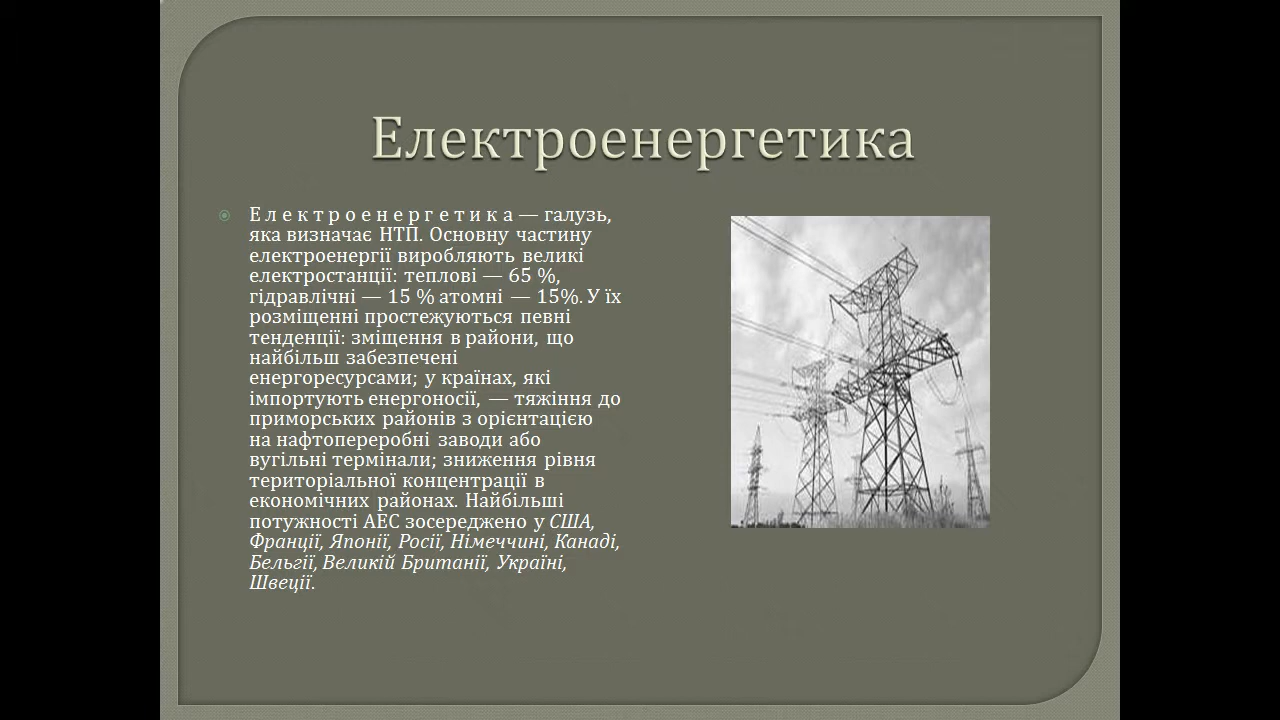 Електроенергетика
Е л е к т р о е н е р г е т и к а — галузь,
яка визначає НТП. Основну частину
електроенергії виробляють великі
електростанції: теплові — 65 %,
гідравлічні — 15 % атомні — 15%. У їх
розміщенні простежуються певні
тенденції: зміщення в райони, що
найбільш забезпечені
енергоресурсами; у країнах, які
імпортують енергоносії, — тяжіння до
приморських районів з орієнтацією
на нафтопереробні заводи або
вугільні термінали; зниження рівня
територіальної концентрації в
економічних районах. Найбільші
потужності АЕС зосереджено у США,
Франції, Японії, Росії, Німеччині, Канаді,
Бельгії, Великій Британії, Україні,
Швеції.